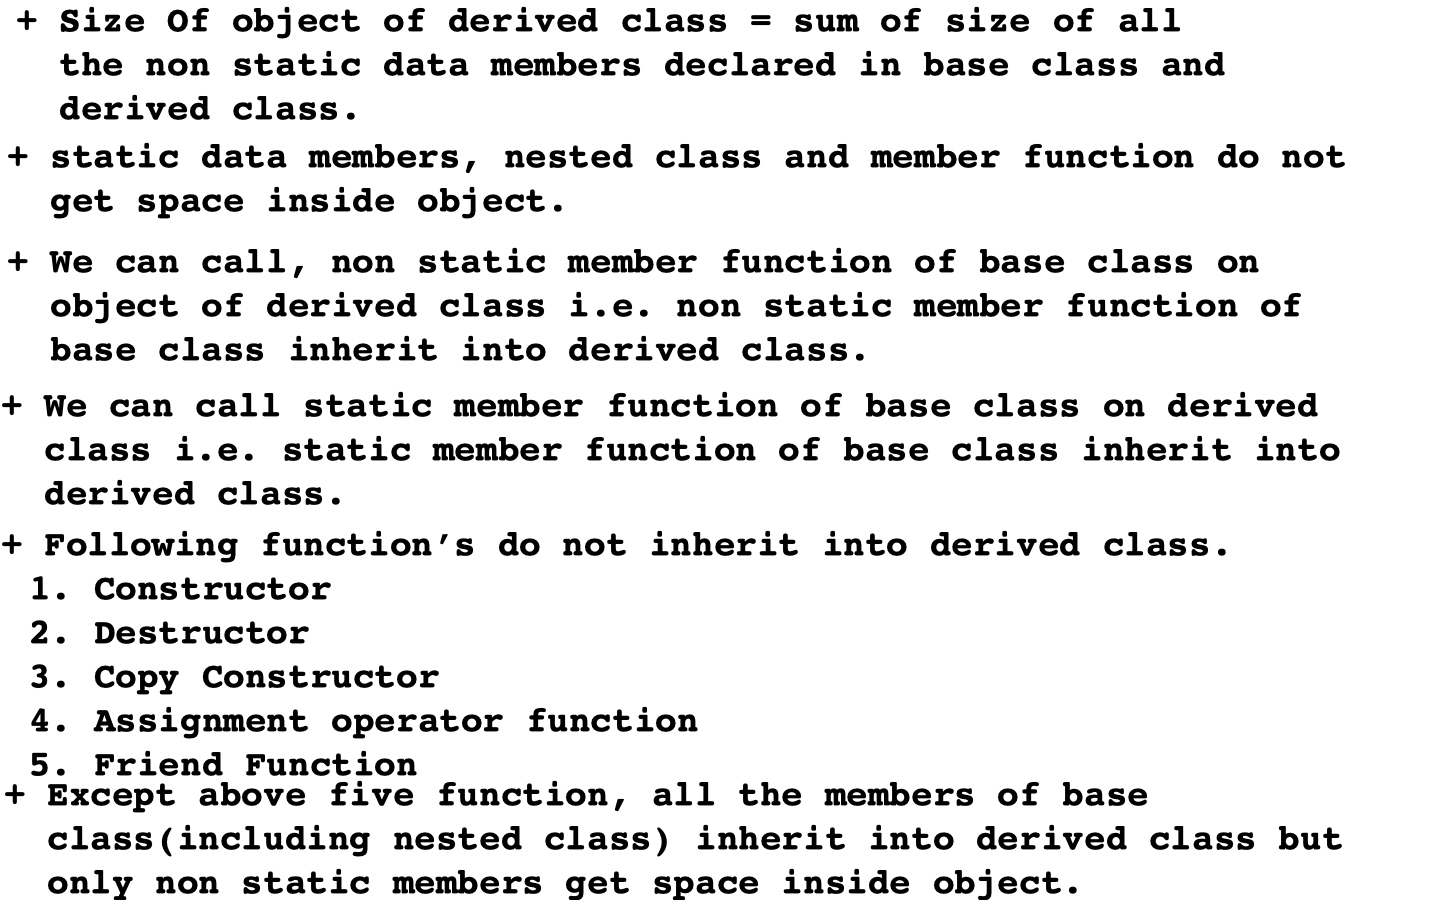 + Size Of object of derived class = sum of size of all
the non static data members declared in base class and
derived class.
+ static data members, nested class and member function do not
get space inside object.
+ We can call, non static member function of base class on
object of derived class i.e. non static member function of
base class inherit into derived class.
+ We can call static member function of base class on derived
class i.e. static member function of base class inherit into
derived class.
+ Following function’s do not inherit into derived class.
1. Constructor
2. Destructor
3. Copy Constructor
4. Assignment operator function
5. Friend Function
+ Except above five function, all the members of base
class(including nested class) inherit into derived class but
only non static members get space inside object.